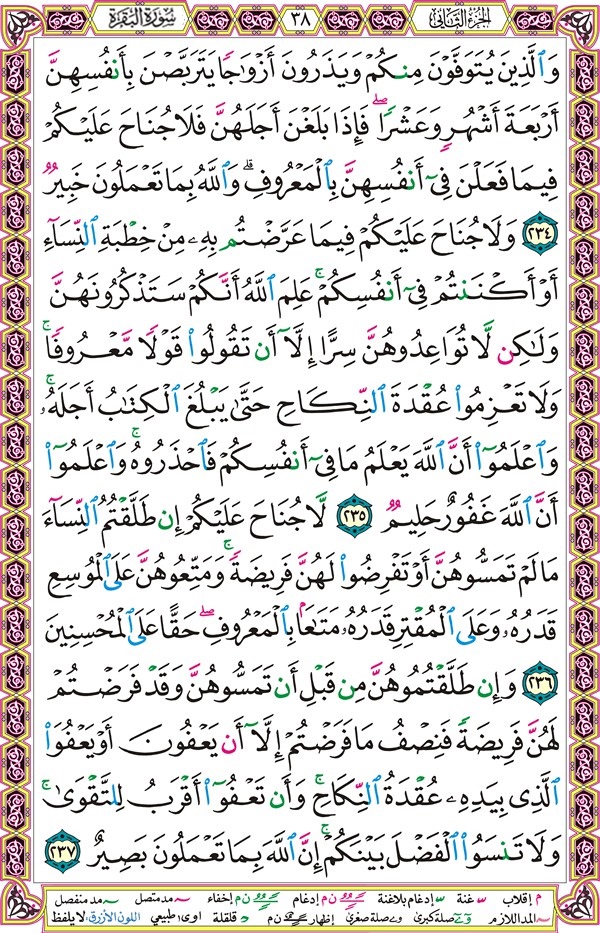 الجزء الثاني
٣٨
سورة البقرة
وَٱلَّذِينَ يُتَوَفَّوْنَ مِنكُمْ وَيَذَرُونَ أَزْوَٰجًا يَتَرَبَّصْنَ بِأَنفُسِهِنَّ
أَرْبَعَةَ أَشْهُرٍ وَعَشْرًا ۖ فَإِذَا بَلَغْنَ أَجَلَهُنَّ فَلَا جُنَاحَ عَلَيْكُمْ
فِيمَا فَعَلْنَ فِىٓ أَنفُسِهِنَّ بِٱلْمَعْرُوفِ ۗ وَٱللَّهُ بِمَا تَعْمَلُونَ خَبِيرٌ
٢٣٤ وَلَا جُنَاحَ عَلَيْكُمْ فِيمَا عَرَّضْتُم بِهِۦ مِنْ خِطْبَةِ ٱلنِّسَآءِ
أَوْ أَكْنَنتُمْ فِىٓ أَنفُسِكُمْ ۚ عَلِمَ ٱللَّهُ أَنَّكُمْ سَتَذْكُرُونَهُنَّ
وَلَٰكِن لَّا تُوَاعِدُوهُنَّ سِرًّا إِلَّآ أَن تَقُولُوا۟ قَوْلًا مَّعْرُوفًا ۚ
وَلَا تَعْزِمُوا۟ عُقْدَةَ ٱلنِّكَاحِ حَتَّىٰ يَبْلُغَ ٱلْكِتَٰبُ أَجَلَهُۥ ۚ
وَٱعْلَمُوٓا۟ أَنَّ ٱللَّهَ يَعْلَمُ مَا فِىٓ أَنفُسِكُمْ فَٱحْذَرُوهُ ۚ وَٱعْلَمُوٓا۟
أَنَّ ٱللَّهَ غَفُورٌ حَلِيمٌ ٢٣٥ لَّا جُنَاحَ عَلَيْكُمْ إِن طَلَّقْتُمُ ٱلنِّسَآءَ
مَا لَمْ تَمَسُّوهُنَّ أَوْ تَفْرِضُوا۟ لَهُنَّ فَرِيضَةً ۚ وَمَتِّعُوهُنَّ عَلَى ٱلْمُوسِعِ
قَدَرُهُۥ وَعَلَى ٱلْمُقْتِرِ قَدَرُهُۥ مَتَٰعًۢا بِٱلْمَعْرُوفِ ۖ حَقًّا عَلَى ٱلْمُحْسِنِينَ
٢٣٦ وَإِن طَلَّقْتُمُوهُنَّ مِن قَبْلِ أَن تَمَسُّوهُنَّ وَقَدْ فَرَضْتُمْ
لَهُنَّ فَرِيضَةً فَنِصْفُ مَا فَرَضْتُمْ إِلَّآ أَن يَعْفُونَ أَوْ يَعْفُوَا۟
ٱلَّذِى بِيَدِهِۦ عُقْدَةُ ٱلنِّكَاحِ ۚ وَأَن تَعْفُوٓا۟ أَقْرَبُ لِلتَّقْوَىٰ ۚ
وَلَا تَنسَوُا۟ ٱلْفَضْلَ بَيْنَكُمْ ۚ إِنَّ ٱللَّهَ بِمَا تَعْمَلُونَ بَصِيرٌ ٢٣٧
م إقلاب غنة إدغام بلاغنة ن م إدغام ن م إخفاء مد متصل مد منفصل
المد اللازم صلة كبرى صلة صغرى إظهار ن م قلقلة اوى طبيعي اللون الأزرق لا يلفظ